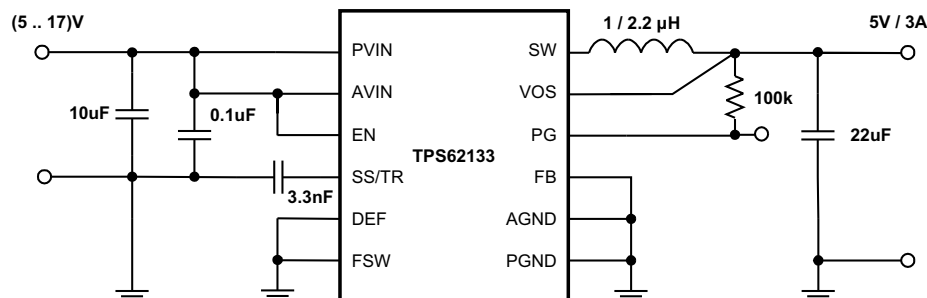 (5 .. 17)V
1 / 2.2 µH
5V / 3A
PVIN
SW
AVIN
VOS
10uF
0.1uF
100k
EN
PG
TPS62133
22uF
SS/TR
FB
3.3nF
DEF
AGND
FSW
PGND